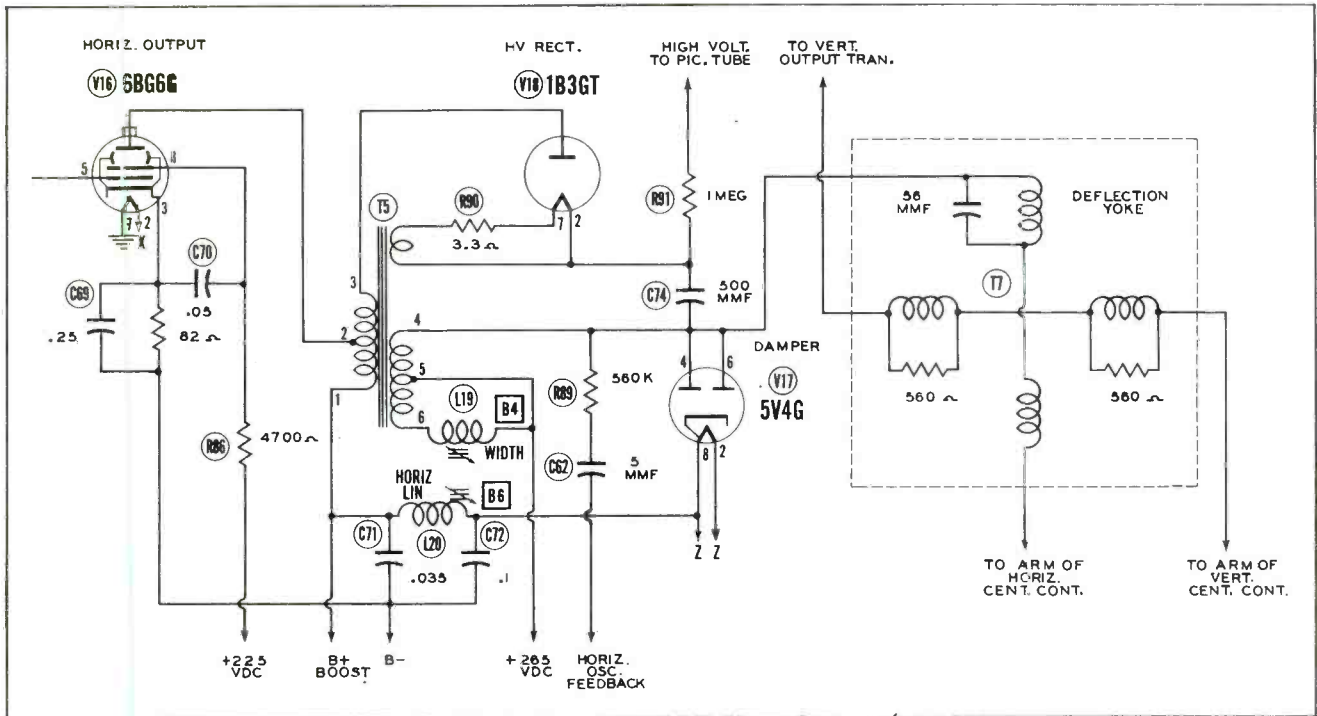 HORIZ. OUTPUT
V16 6BG6G
HV RECT.
V18 1B3GT
HIGH VOLT.
TO PIC. TUBE
TO VERT.
OUTPUT TRAN.
5
8
3
7 2
X
C70
.05
C69
.25
82 Ω
R86
4700 Ω
T5
R90
3.3 Ω
7 2
3
2
1
4
5
6
L19
B4
WIDTH
HORIZ
LIN
B6
C71
L20
C72
.035
.1
R91
1 MEG
C74
500
MMF
R89
560 K
C62
5
MMF
DAMPER
4
6
V17
5V4G
8
2
Z Z
56
MMF
DEFLECTION
YOKE
T7
560 Ω
560 Ω
+225
VDC
B+
BOOST
B-
+265
VDC
HORIZ.
OSC.
FEEDBACK
TO ARM OF
HORIZ.
CENT. CONT.
TO ARM OF
VERT.
CENT. CONT.